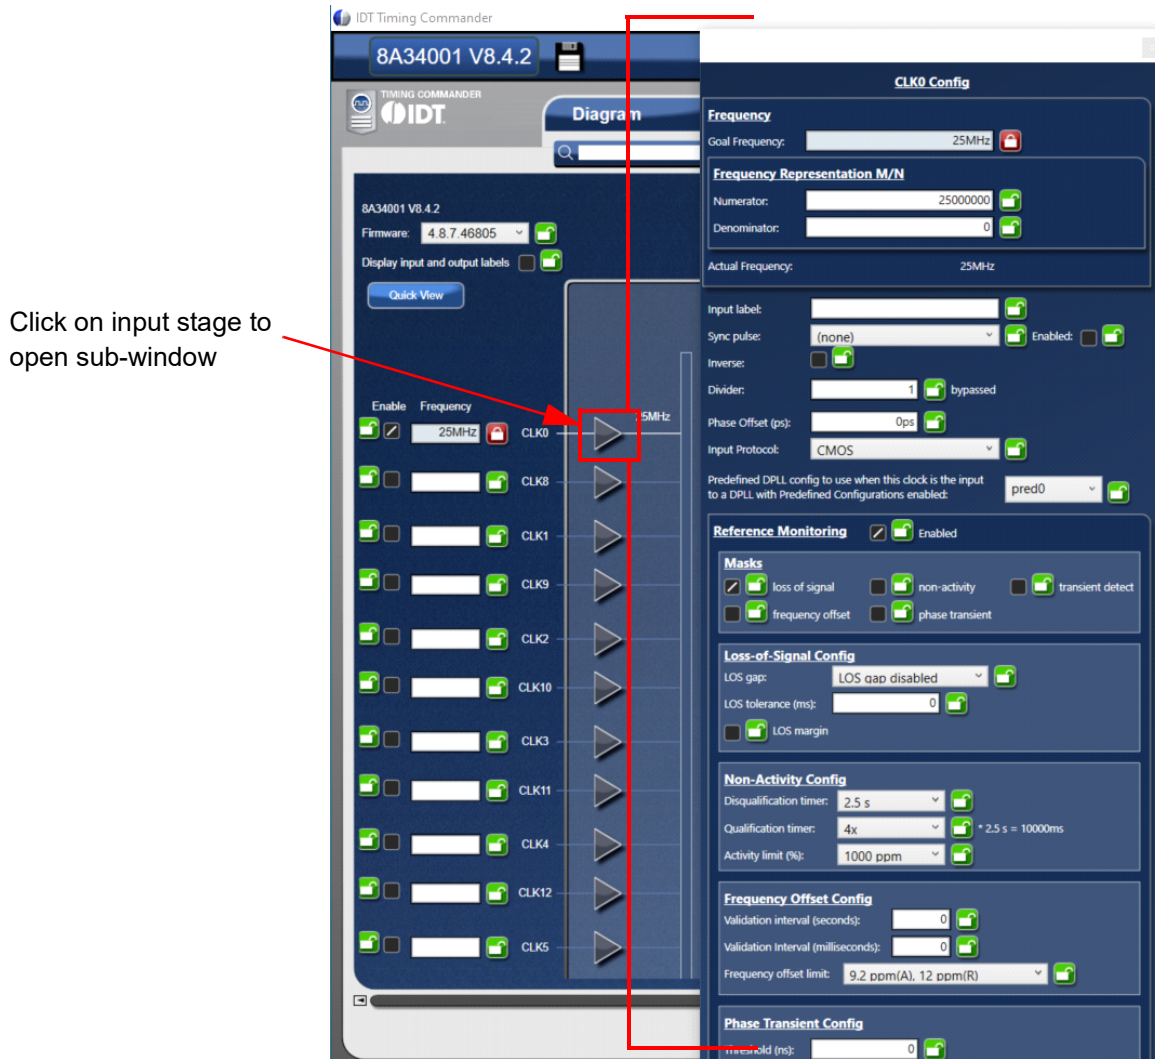 IDT Timing Commander
8A34001 V8.4.2
TIMING COMMANDER
IDT.
Diagram
8A34001 V8.4.2
Firmware: 4.8.7.46805
Display input and output labels
Quick View
Click on input stage to
open sub-window
Enable Frequency
25MHz CLK0 25MHz
CLK8
CLK1
CLK9
CLK2
CLK10
CLK3
CLK11
CLK4
CLK12
CLK5
CLK0 Config
Frequency
Goal Frequency: 25MHz
Frequency Representation M/N
Numerator: 25000000
Denominator: 0
Actual Frequency: 25MHz
Input label:
Sync pulse: (none) Enabled:
Inverse:
Divider: 1 bypassed
Phase Offset (ps): 0ps
Input Protocol: CMOS
Predefined DPLL config to use when this clock is the input
to a DPLL with Predefined Configurations enabled: pred0
Reference Monitoring Enabled
Masks
loss of signal non-activity transient detect
frequency offset phase transient
Loss-of-Signal Config
LOS gap: LOS gap disabled
LOS tolerance (ms): 0
LOS margin
Non-Activity Config
Disqualification timer: 2.5 s
Qualification timer: 4x * 2.5 s = 10000ms
Activity limit (%): 1000 ppm
Frequency Offset Config
Validation interval (seconds): 0
Validation Interval (milliseconds): 0
Frequency offset limit: 9.2 ppm(A), 12 ppm(R)
Phase Transient Config
Threshold (ns): 0